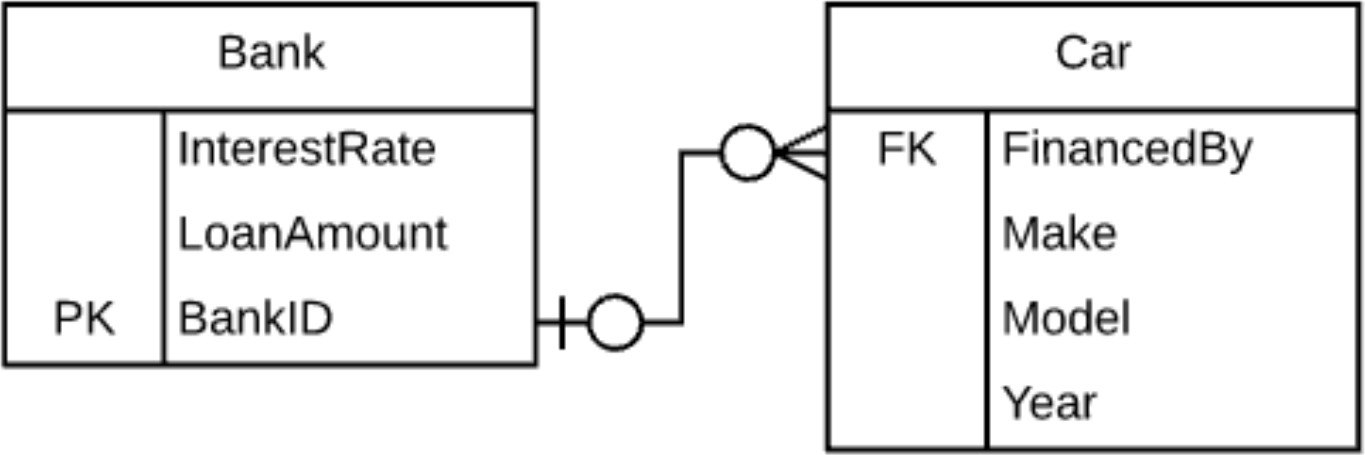 Bank
InterestRate
LoanAmount
PK BankID
Car
FK FinancedBy
Make
Model
Year